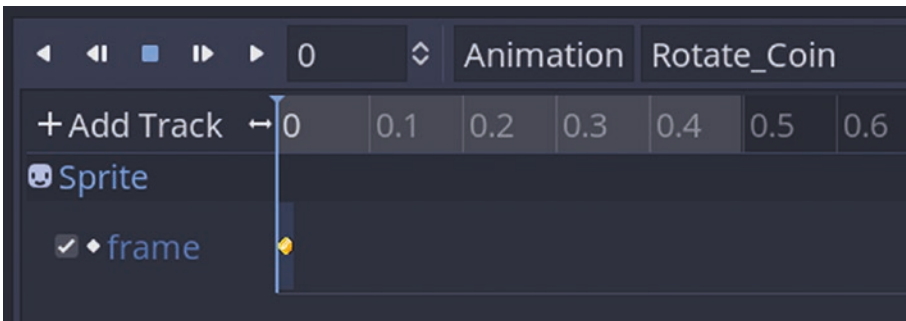 0 Animation Rotate_Coin
+ Add Track 0 0.1 0.2 0.3 0.4 0.5 0.6
Sprite
frame